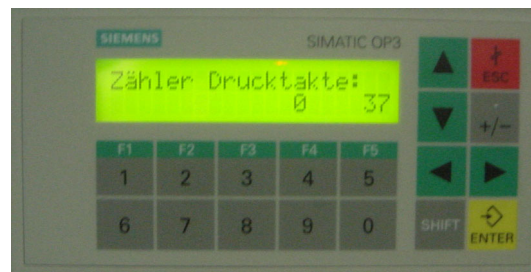 SIEMENS
SIMATIC OP3
Zähler Drucktakte:
0 37
ESC
+/-
F1 F2 F3 F4 F5
1 2 3 4 5
6 7 8 9 0
SHIFT
ENTER